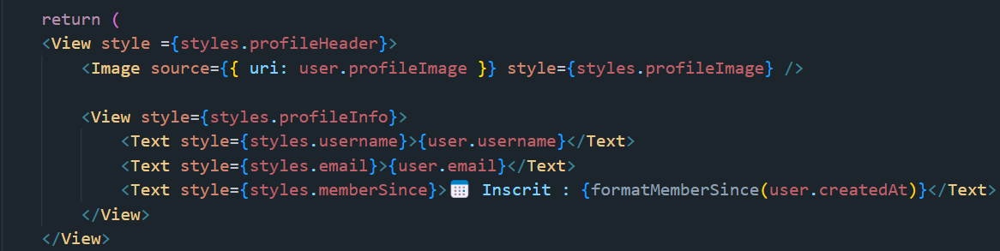 return (
<View style ={styles.profileHeader}>
<Image source={{ uri: user.profileImage }} style={styles.profileImage} />
<View style={styles.profileInfo}>
<Text style={styles.username}>{user.username}</Text>
<Text style={styles.email}>{user.email}</Text>
<Text style={styles.memberSince}>🗓️ Inscrit : {formatMemberSince(user.createdAt)}</Text>
</View>
</View>